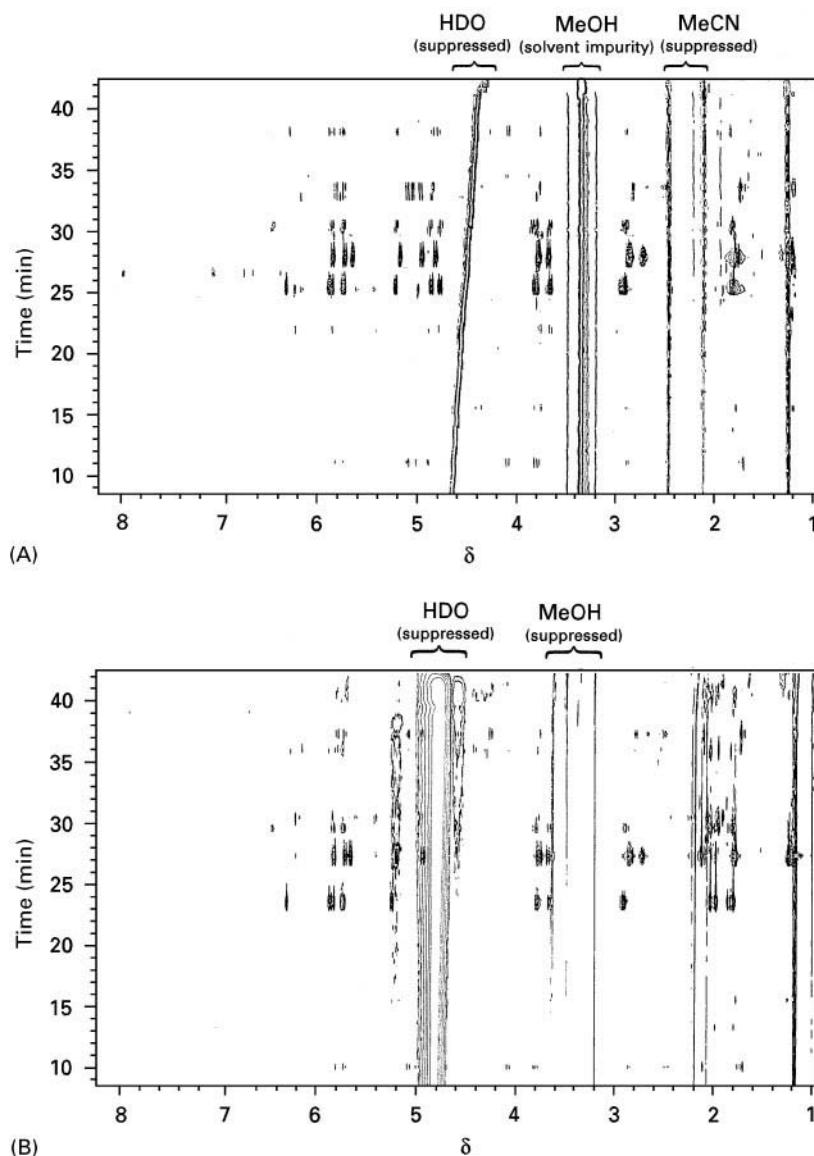 HDO MeOH MeCN
(suppressed) (solvent impurity) (suppressed)
40
35
30
25
20
15
10
Time (min)
8 7 6 5 4 3 2 1
(A) δ
HDO MeOH
(suppressed) (suppressed)
40
35
30
25
20
15
10
Time (min)
8 7 6 5 4 3 2 1
(B) δ